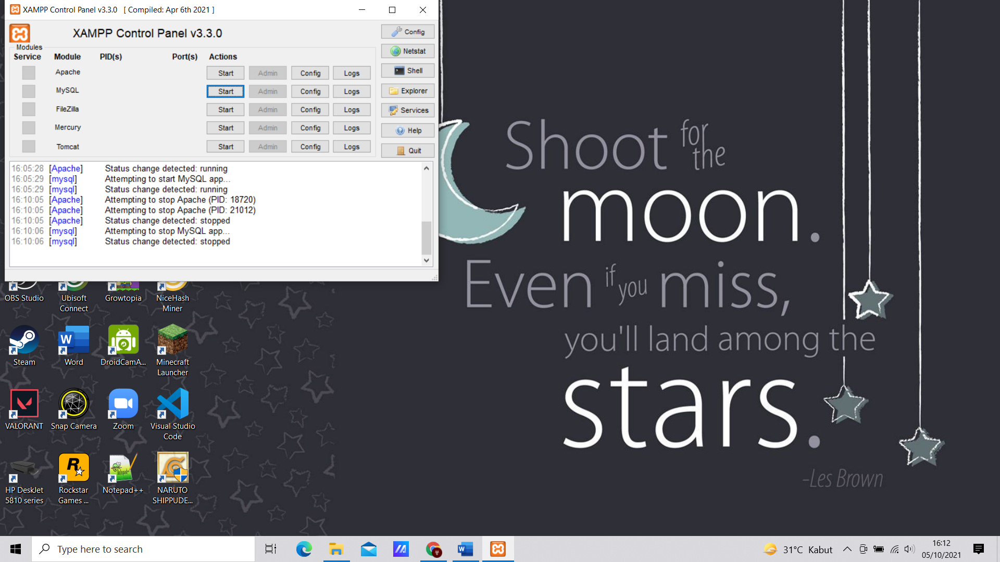 XAMPP Control Panel v3.3.0 [ Compiled: Apr 6th 2021 ]
XAMPP Control Panel v3.3.0
Config
Modules
Service Module PID(s) Port(s) Actions
Netstat
Apache Start Admin Config Logs
Shell
MySQL Start Admin Config Logs
Explorer
FileZilla Start Admin Config Logs
Services
Mercury Start Admin Config Logs
Help
Tomcat Start Admin Config Logs
Quit
16:05:28 [Apache] Status change detected: running
16:05:29 [mysql] Attempting to start MySQL app...
16:05:29 [mysql] Status change detected: running
16:10:05 [Apache] Attempting to stop Apache (PID: 18720)
16:10:05 [Apache] Attempting to stop Apache (PID: 21012)
16:10:05 [Apache] Status change detected: stopped
16:10:06 [mysql] Attempting to stop MySQL app...
16:10:06 [mysql] Status change detected: stopped
Shoot for the
moon.
Even if you miss,
you'll land among the
stars.
-Les Brown
OBS Studio
Ubisoft
Connect
Growtopia
NiceHash
Miner
Steam
Word
DroidCamA...
Minecraft
Launcher
VALORANT
Snap Camera
Zoom
Visual Studio
Code
HP DeskJet
5810 series
Rockstar
Games ...
Notepad++
NARUTO
SHIPPUDE...
Type here to search
31°C Kabut
16:12
05/10/2021